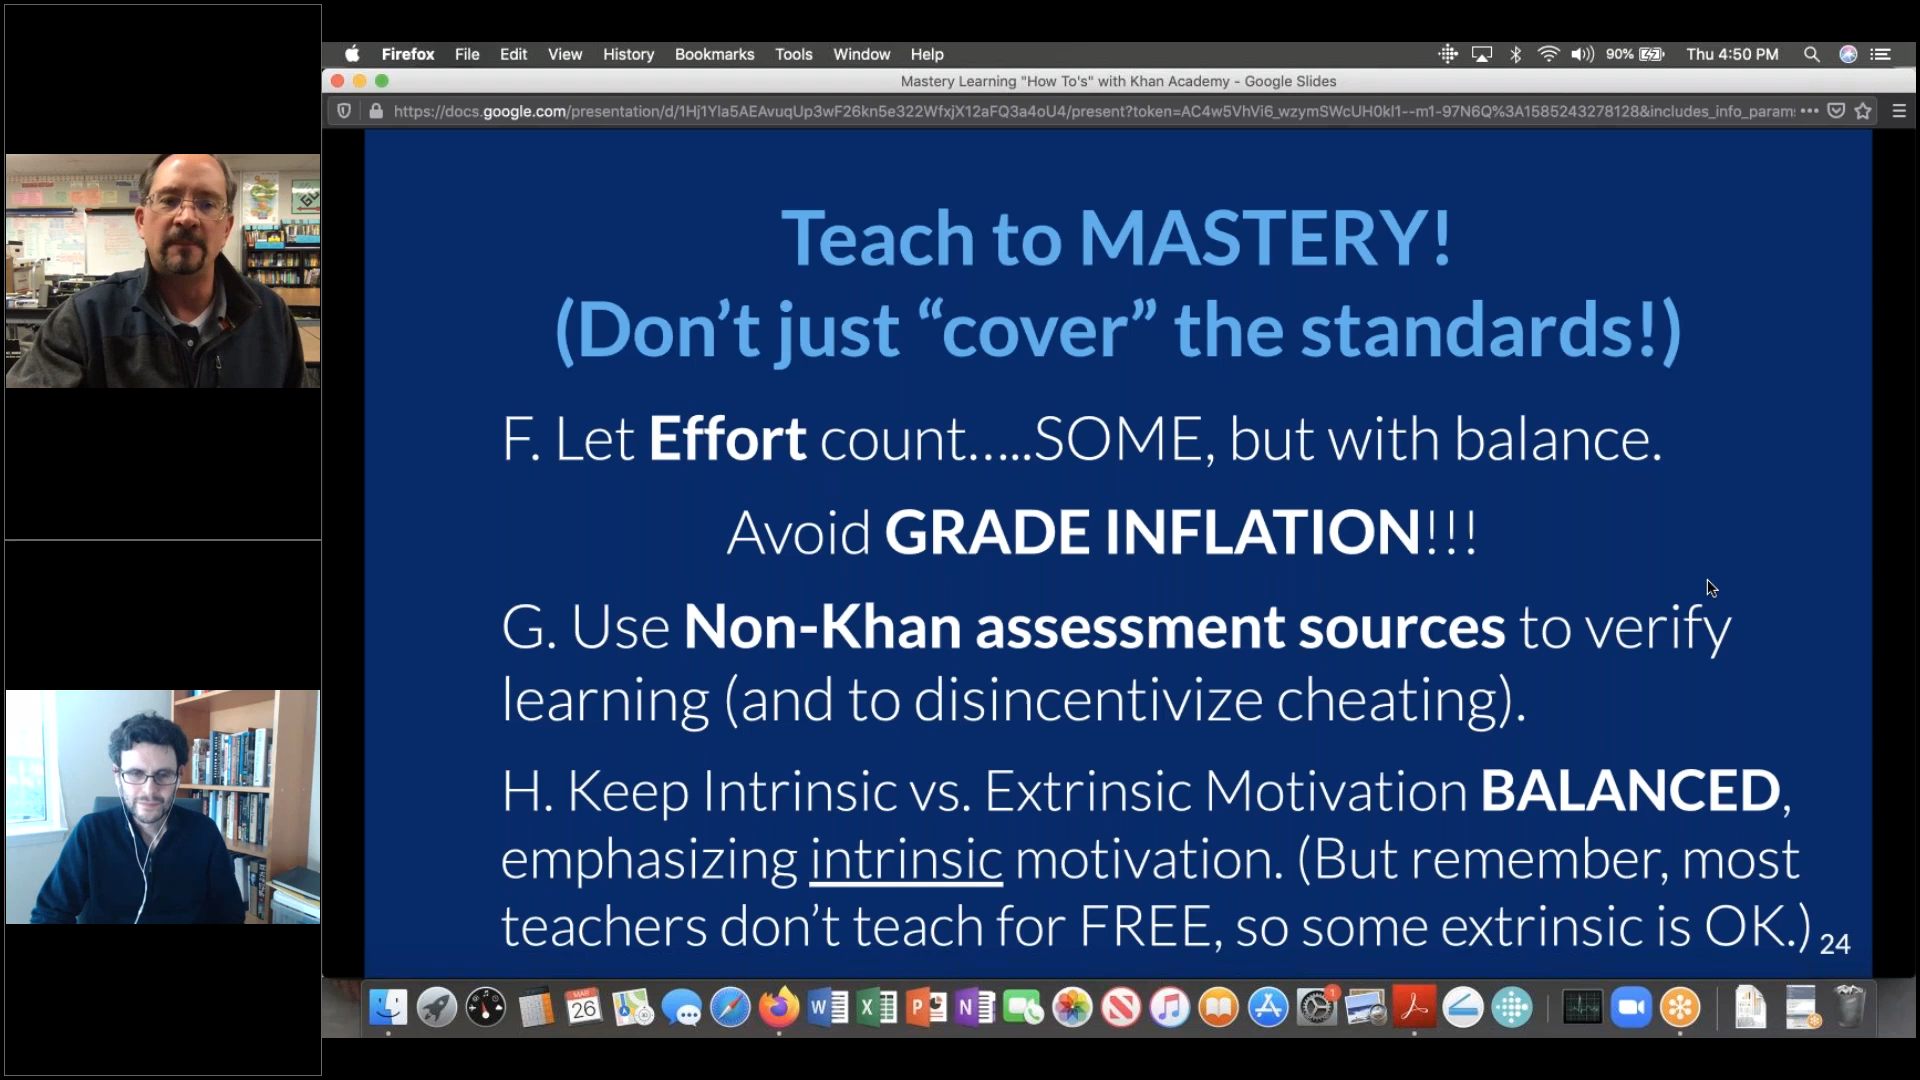 Firefox File Edit View History Bookmarks Tools Window Help 90% Thu 4:50 PM
Mastery Learning "How To's" with Khan Academy - Google Slides
https://docs.google.com/presentation/d/1Hj1Yla5AEAvuqUp3wF26kn5e322WfxjX12aFQ3a4oU4/present?token=AC4w5VhVi6_wzymSWcUH0kl1--m1-97N6Q%3A1585243278128&includes_info_param
Teach to MASTERY!
(Don’t just “cover” the standards!)
F. Let Effort count…..SOME, but with balance.
Avoid GRADE INFLATION!!!
G. Use Non-Khan assessment sources to verify
learning (and to disincentivize cheating).
H. Keep Intrinsic vs. Extrinsic Motivation BALANCED,
emphasizing intrinsic motivation. (But remember, most
teachers don’t teach for FREE, so some extrinsic is OK.)
24
MAR
26
W X P N
1